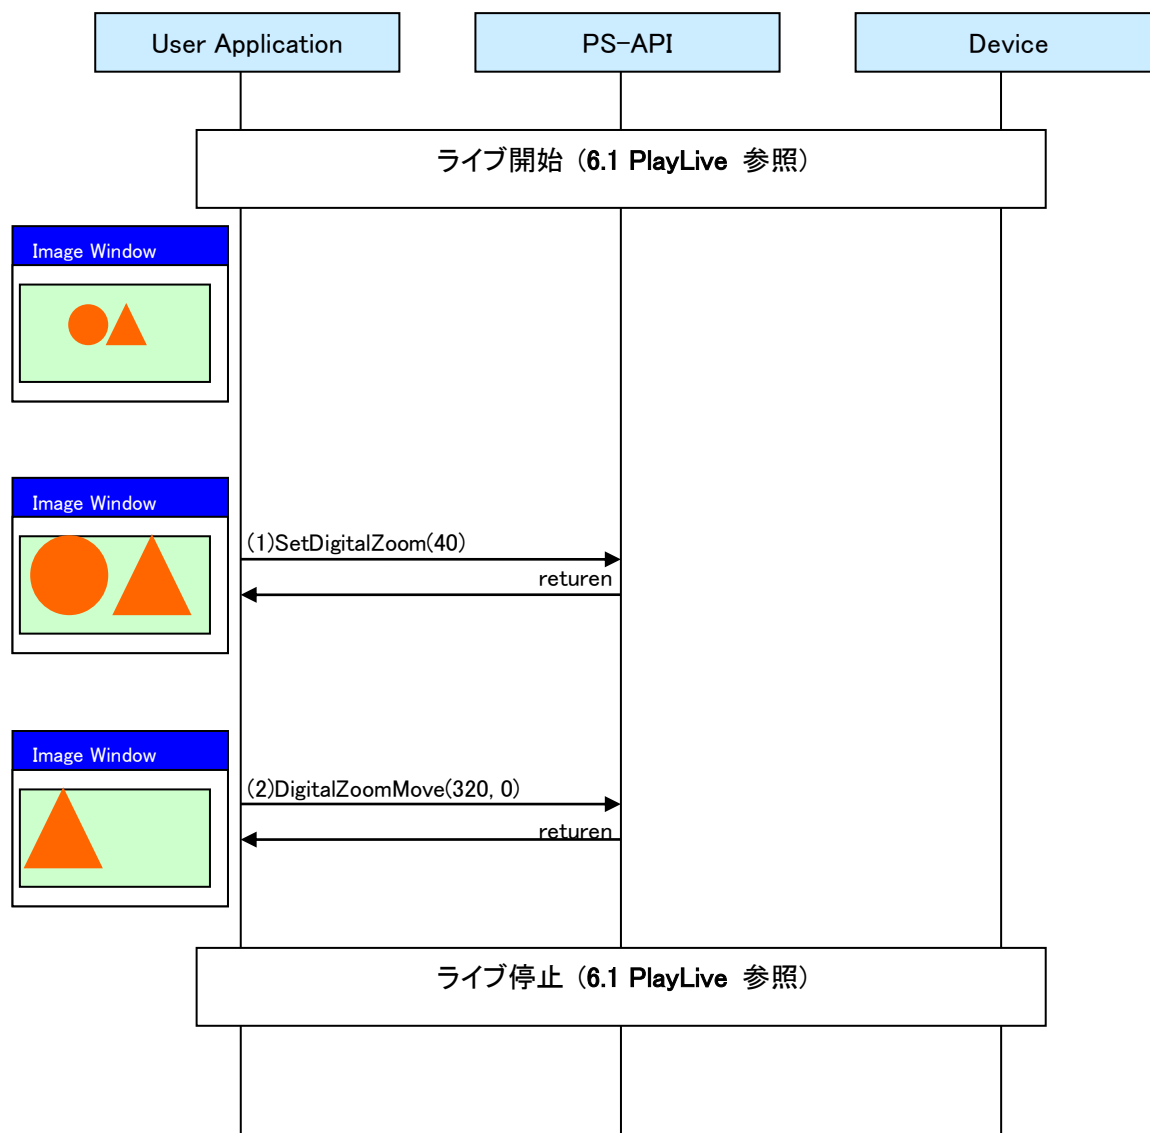 User Application
PS-API
Device
ライブ開始 (6.1 PlayLive 参照)
Image Window
Image Window
(1)SetDigitalZoom(40)
returen
Image Window
(2)DigitalZoomMove(320, 0)
returen
ライブ停止 (6.1 PlayLive 参照)